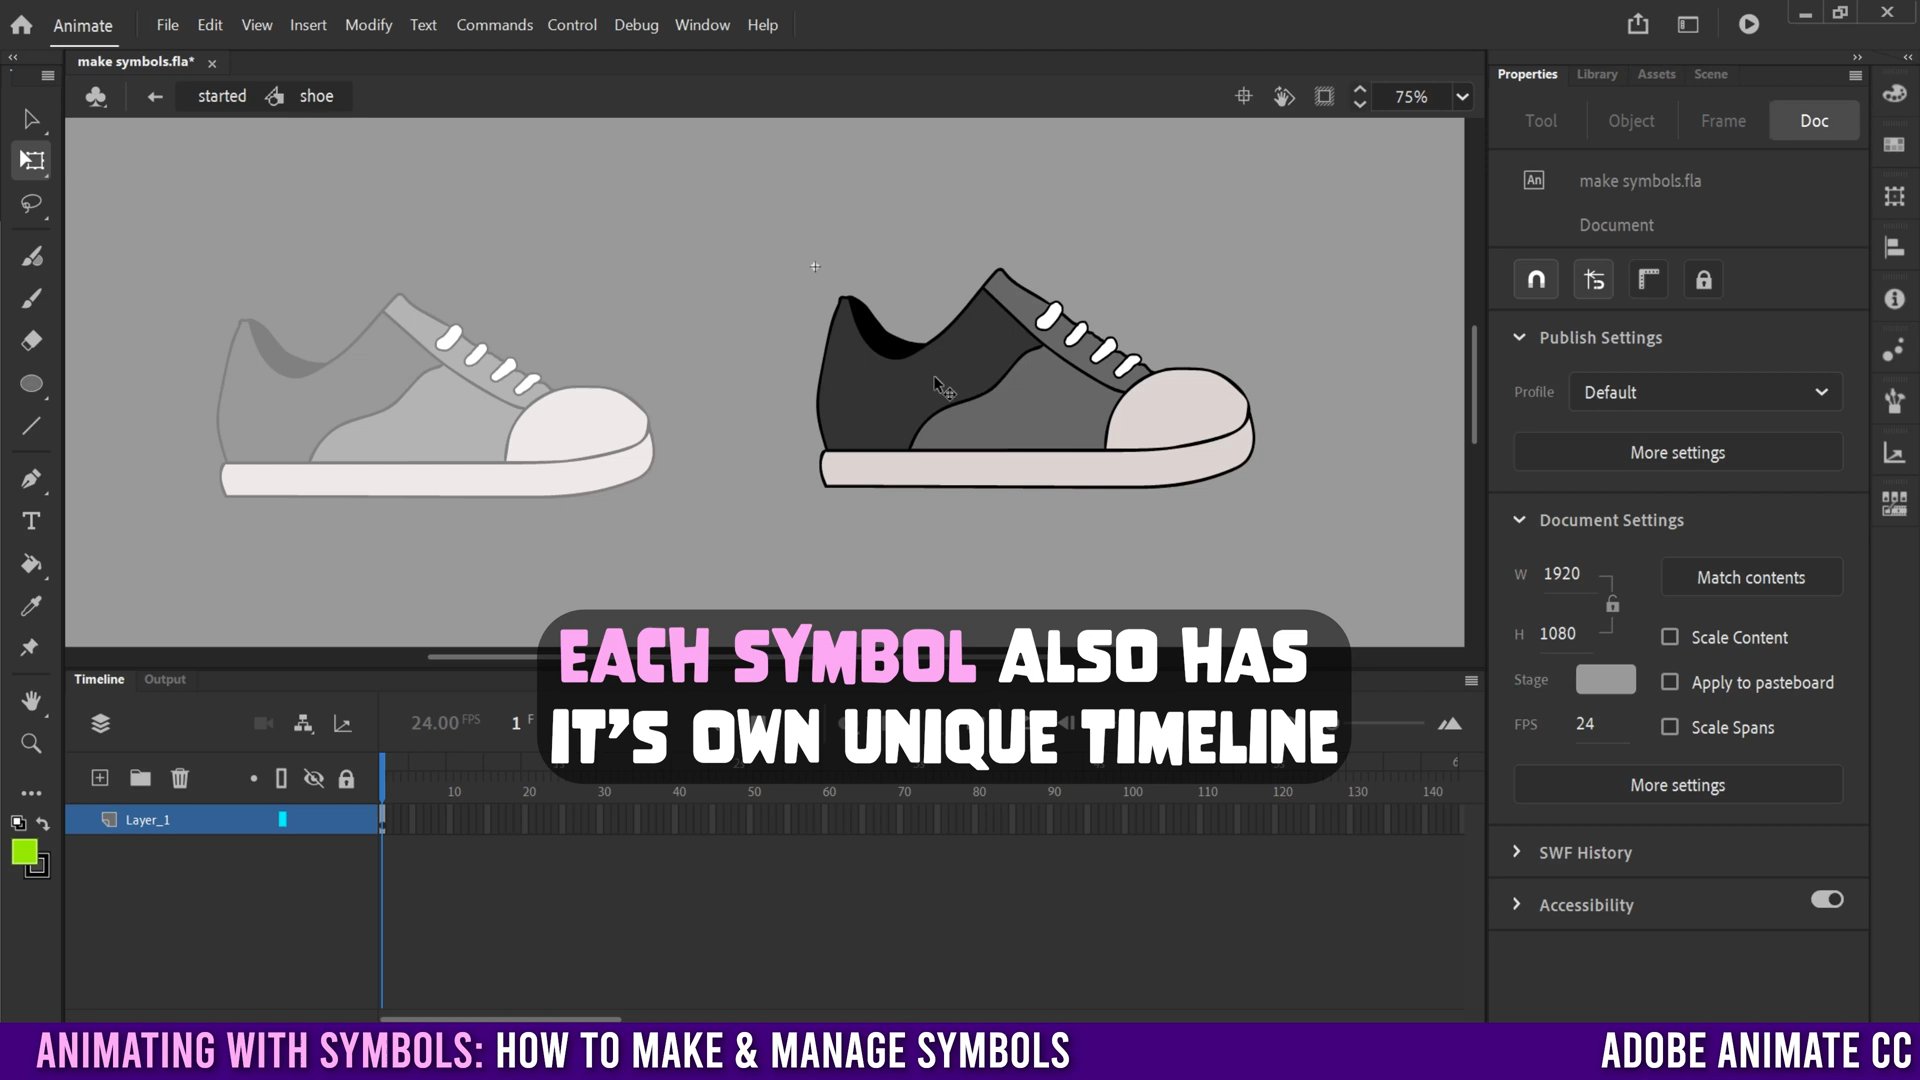 Animate File Edit View Insert Modify Text Commands Control Debug Window Help
make symbols.fla*
started shoe 75%
Properties Library Assets Scene
Tool Object Frame Doc
An make symbols.fla
Document
Publish Settings
Profile Default
More settings
Document Settings
W 1920 Match contents
H 1080 Scale Content
Stage Apply to pasteboard
FPS 24 Scale Spans
More settings
SWF History
Accessibility
EACH SYMBOL ALSO HAS
IT'S OWN UNIQUE TIMELINE
Timeline Output
24.00 FPS 1 F
10 20 30 40 50 60 70 80 90 100 110 120 130 140
Layer_1
ANIMATING WITH SYMBOLS: HOW TO MAKE & MANAGE SYMBOLS
ADOBE ANIMATE CC